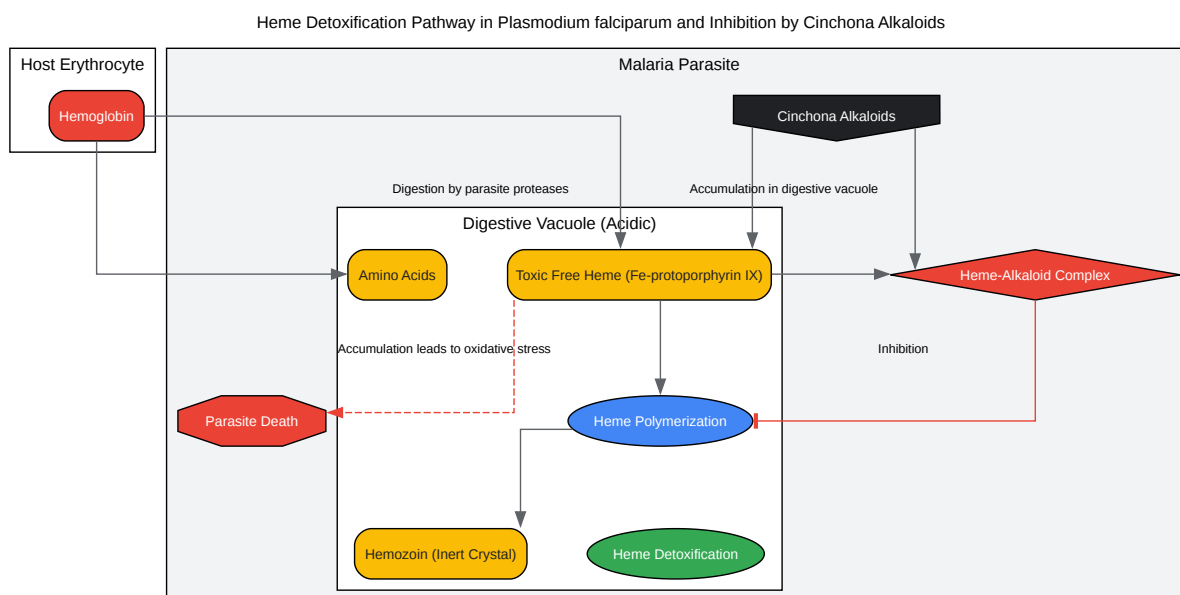 Heme Detoxification Pathway in Plasmodium falciparum and Inhibition by Cinchona Alkaloids
Host Erythrocyte
Malaria Parasite
Hemoglobin
Cinchona Alkaloids
Digestion by parasite proteases
Accumulation in digestive vacuole
Digestive Vacuole (Acidic)
Amino Acids
Toxic Free Heme (Fe-protoporphyrin IX)
Heme-Alkaloid Complex
Accumulation leads to oxidative stress
Inhibition
Parasite Death
Heme Polymerization
Hemozoin (Inert Crystal)
Heme Detoxification